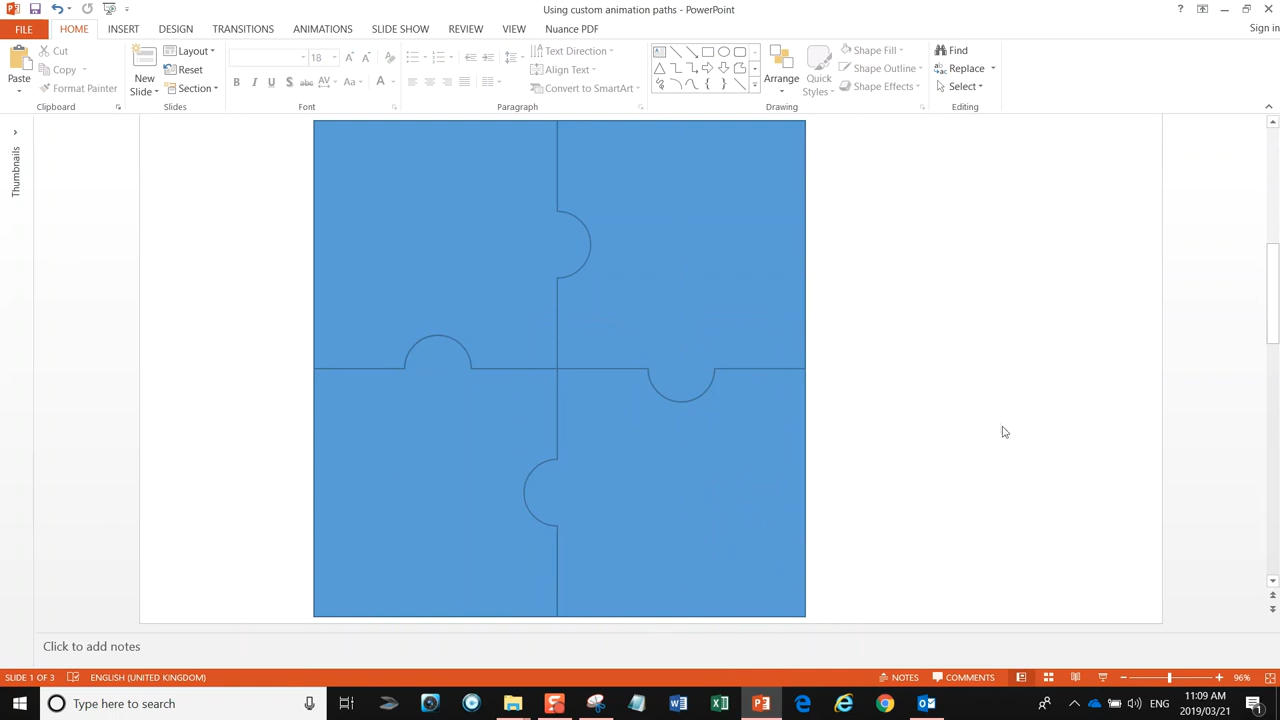 Using custom animation paths - PowerPoint
Sign in
FILE HOME INSERT DESIGN TRANSITIONS ANIMATIONS SLIDE SHOW REVIEW VIEW Nuance PDF
Paste
Cut
Copy
Format Painter
Clipboard
New Slide
Layout
Reset
Section
Slides
18
B I U S abc AV Aa A
Font
Text Direction
Align Text
Convert to SmartArt
Paragraph
Arrange
Quick Styles
Shape Fill
Shape Outline
Shape Effects
Drawing
Find
Replace
Select
Editing
Thumbnails
Click to add notes
SLIDE 1 OF 3 ENGLISH (UNITED KINGDOM) NOTES COMMENTS 96%
Type here to search
ENG
11:09 AM
2019/03/21